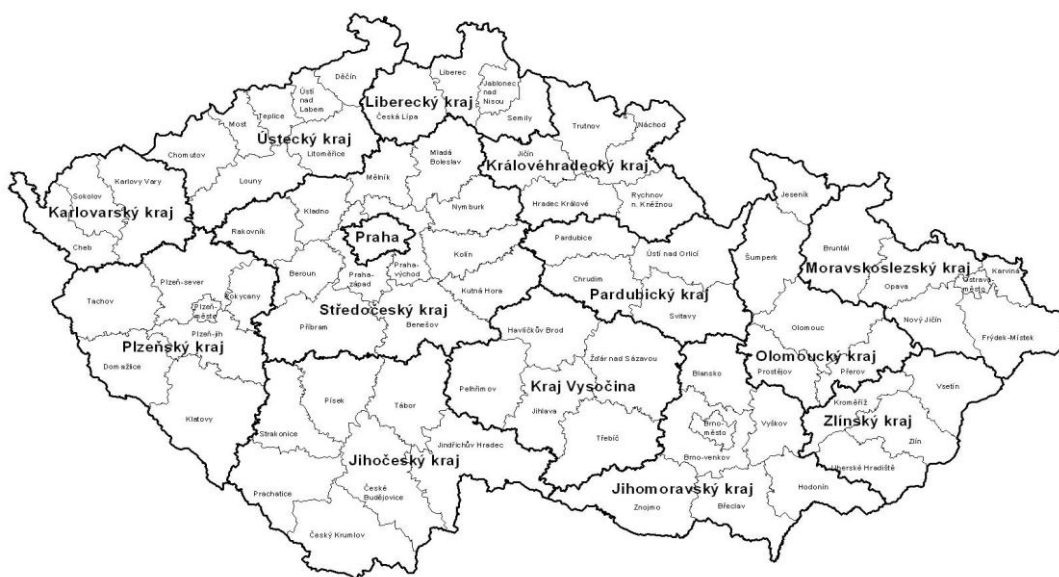 Děčín
Liberec
Ústí
nad
Labem
Jablonec
nad
Nisou
Liberecký kraj
Česká Lípa
Semily
Teplice
Most
Ústecký kraj
Litoměřice
Chomutov
Louny
Trutnov
Náchod
Jičín
Královéhradecký kraj
Hradec Králové
Rychnov
n. Kněžnou
Mladá
Boleslav
Mělník
Nymburk
Karlovy Vary
Sokolov
Karlovarský kraj
Cheb
Kladno
Rakovník
Praha
Kolín
Beroun
Praha-
západ
Praha-
východ
Kutná Hora
Středočeský kraj
Příbram
Benešov
Pardubice
Ústí nad Orlicí
Chrudim
Pardubický kraj
Svitavy
Jeseník
Šumperk
Bruntál
Moravskoslezský kraj
Opava
Ostrava-
město
Karviná
Nový Jičín
Frýdek-Místek
Tachov
Plzeň-sever
Rokycany
Plzeň-
město
Plzeň-jih
Plzeňský kraj
Domažlice
Klatovy
Havlíčkův Brod
Žďár nad Sázavou
Pelhřimov
Kraj Vysočina
Jihlava
Třebíč
Olomouc
Olomoucký kraj
Prostějov
Přerov
Vsetín
Kroměříž
Zlínský kraj
Zlín
Uherské Hradiště
Písek
Tábor
Strakonice
Jindřichův Hradec
Jihočeský kraj
Prachatice
České
Budějovice
Český Krumlov
Blansko
Brno-
město
Vyškov
Brno-venkov
Jihomoravský kraj
Hodonín
Znojmo
Břeclav